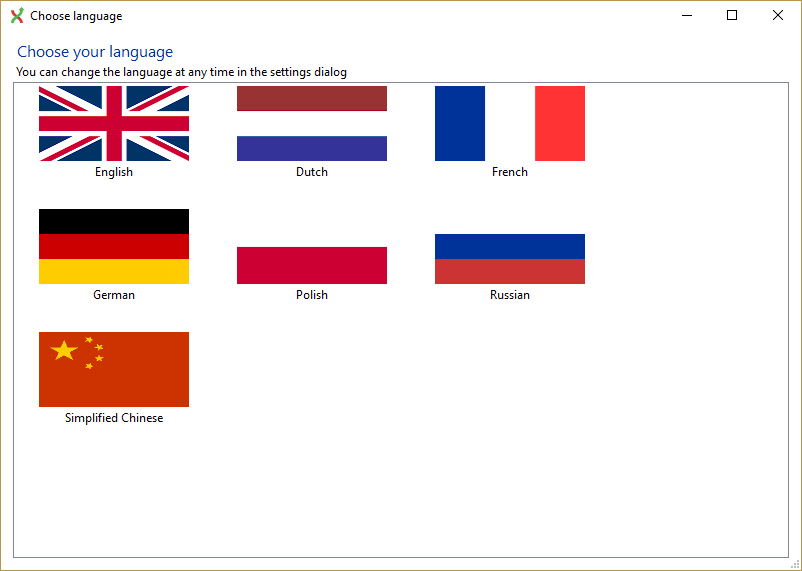 Choose language
Choose your language
You can change the language at any time in the settings dialog
English
Dutch
French
German
Polish
Russian
Simplified Chinese